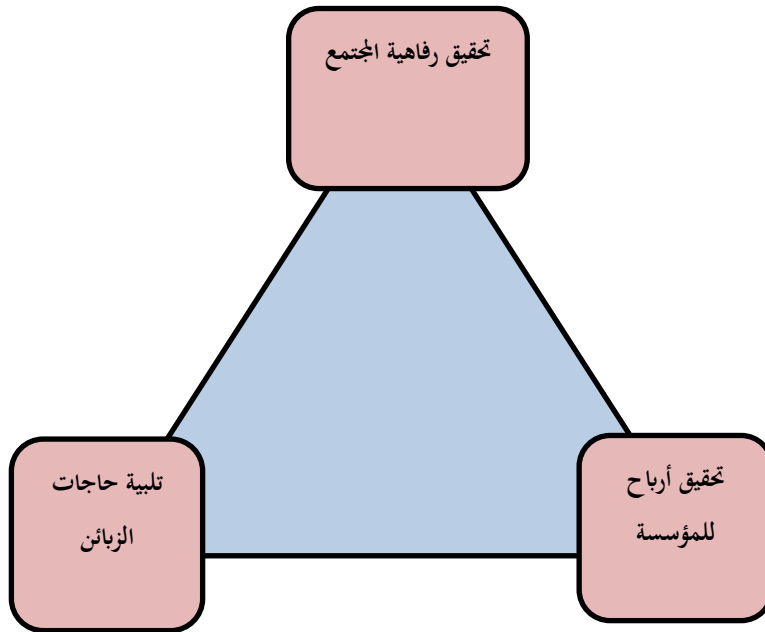 تحقيق رفاهية المجتمع
تحقيق أرباح
للمؤسسة
تلبية حاجات
الزبائن